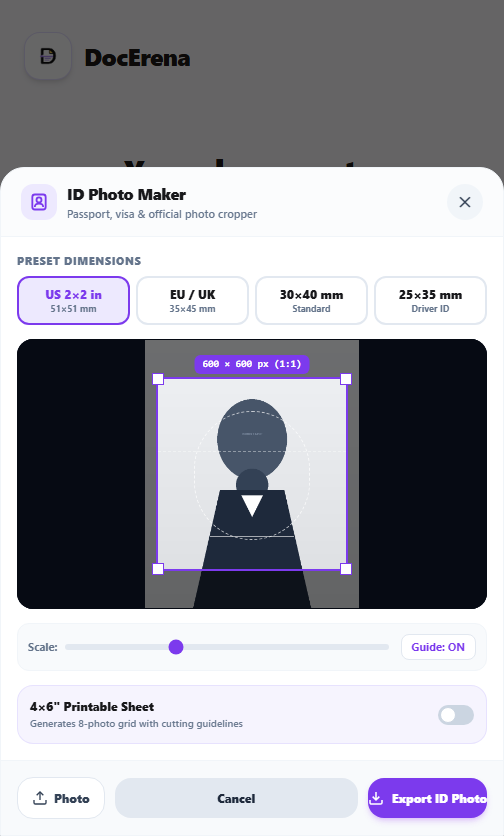 D DocErena
ID Photo Maker
Passport, visa & official photo cropper
PRESET DIMENSIONS
US 2×2 in
51×51 mm
EU / UK
35×45 mm
30×40 mm
Standard
25×35 mm
Driver ID
600 × 600 px (1:1)
Scale:
Guide: ON
4×6" Printable Sheet
Generates 8-photo grid with cutting guidelines
Photo
Cancel
Export ID Photo